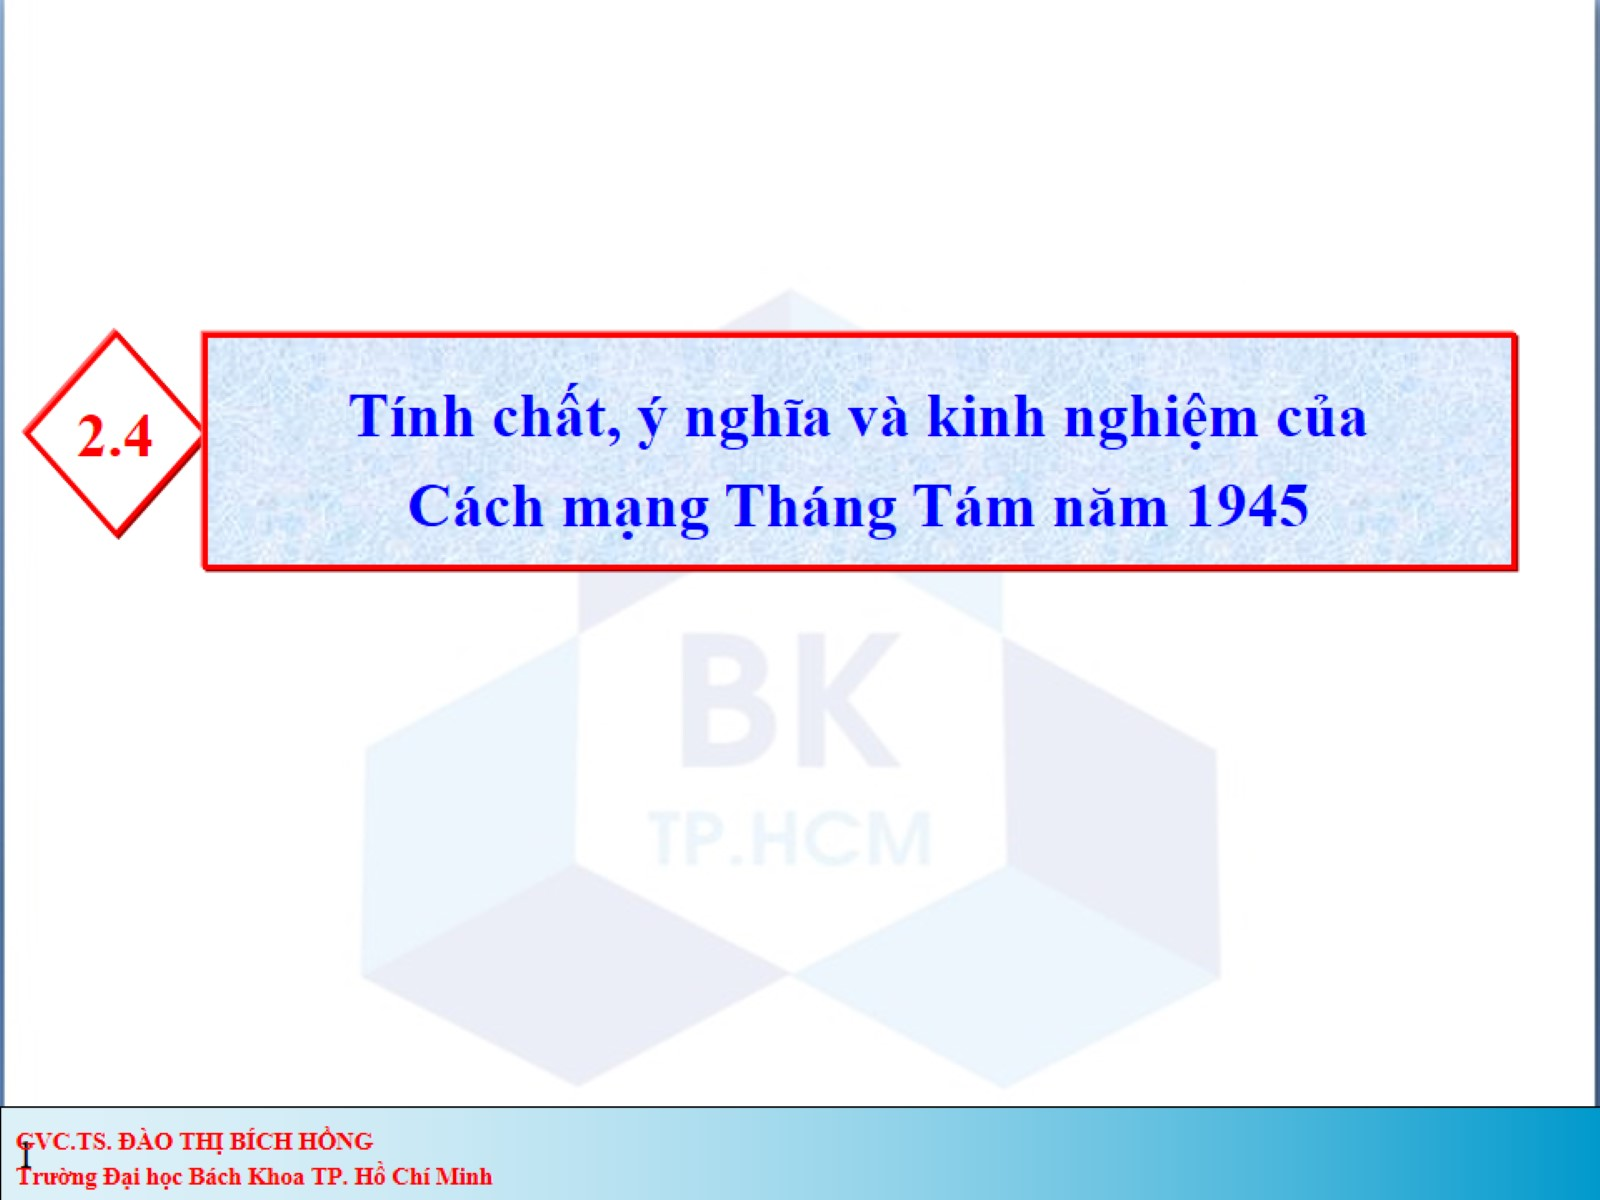 2.4
Tính chất, ý nghĩa và kinh nghiệm của
Cách mạng Tháng Tám năm 1945
BK
TP.HCM
GVC.TS. ĐÀO THỊ BÍCH HỒNG
1
Trường Đại học Bách Khoa TP. Hồ Chí Minh